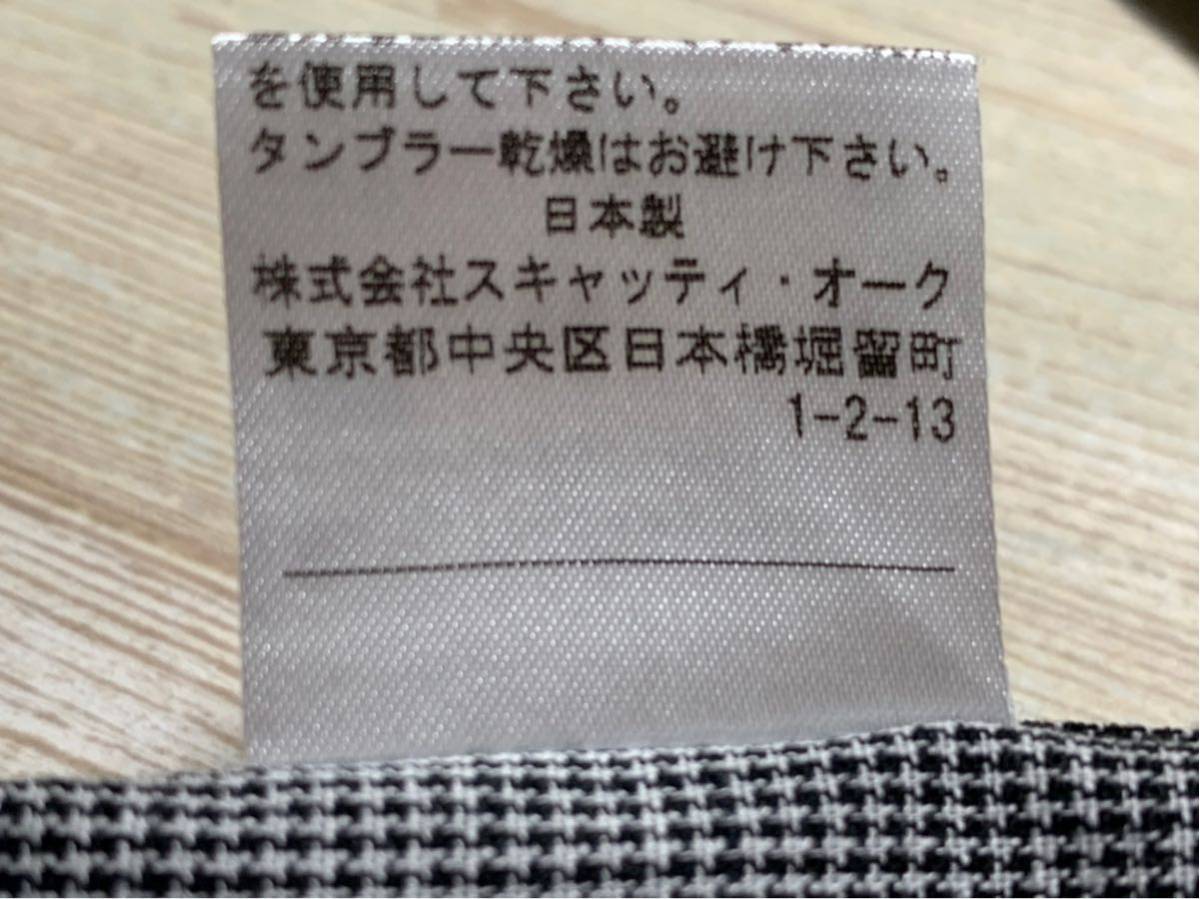 を使用して下さい。
タンブラー乾燥はお避け下さい。
日本製
株式会社スキャッティ・オーク
東京都中央区日本橋堀留町
1-2-13